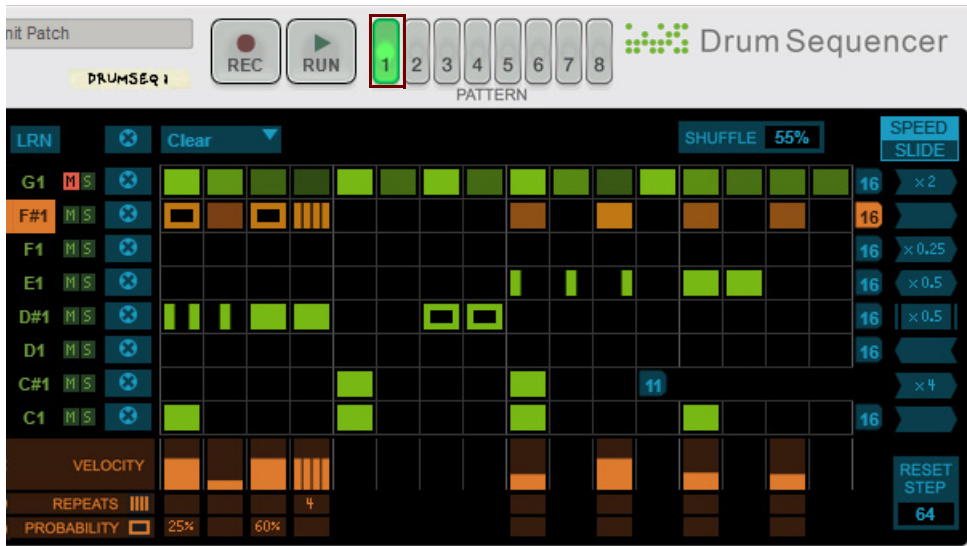 nit Patch
DRUMSEQ 1
REC
RUN
1 2 3 4 5 6 7 8
PATTERN
Drum Sequencer
LRN
Clear
SHUFFLE 55%
SPEED
SLIDE
G1 M S 16 ×2
F#1 M S 16
F1 M S 16 ×0.25
E1 M S 16 ×0.5
D#1 M S 16 ×0.5
D1 M S 16
C#1 M S 11 ×4
C1 M S 16
VELOCITY
REPEATS 4
PROBABILITY 25% 60%
RESET
STEP
64